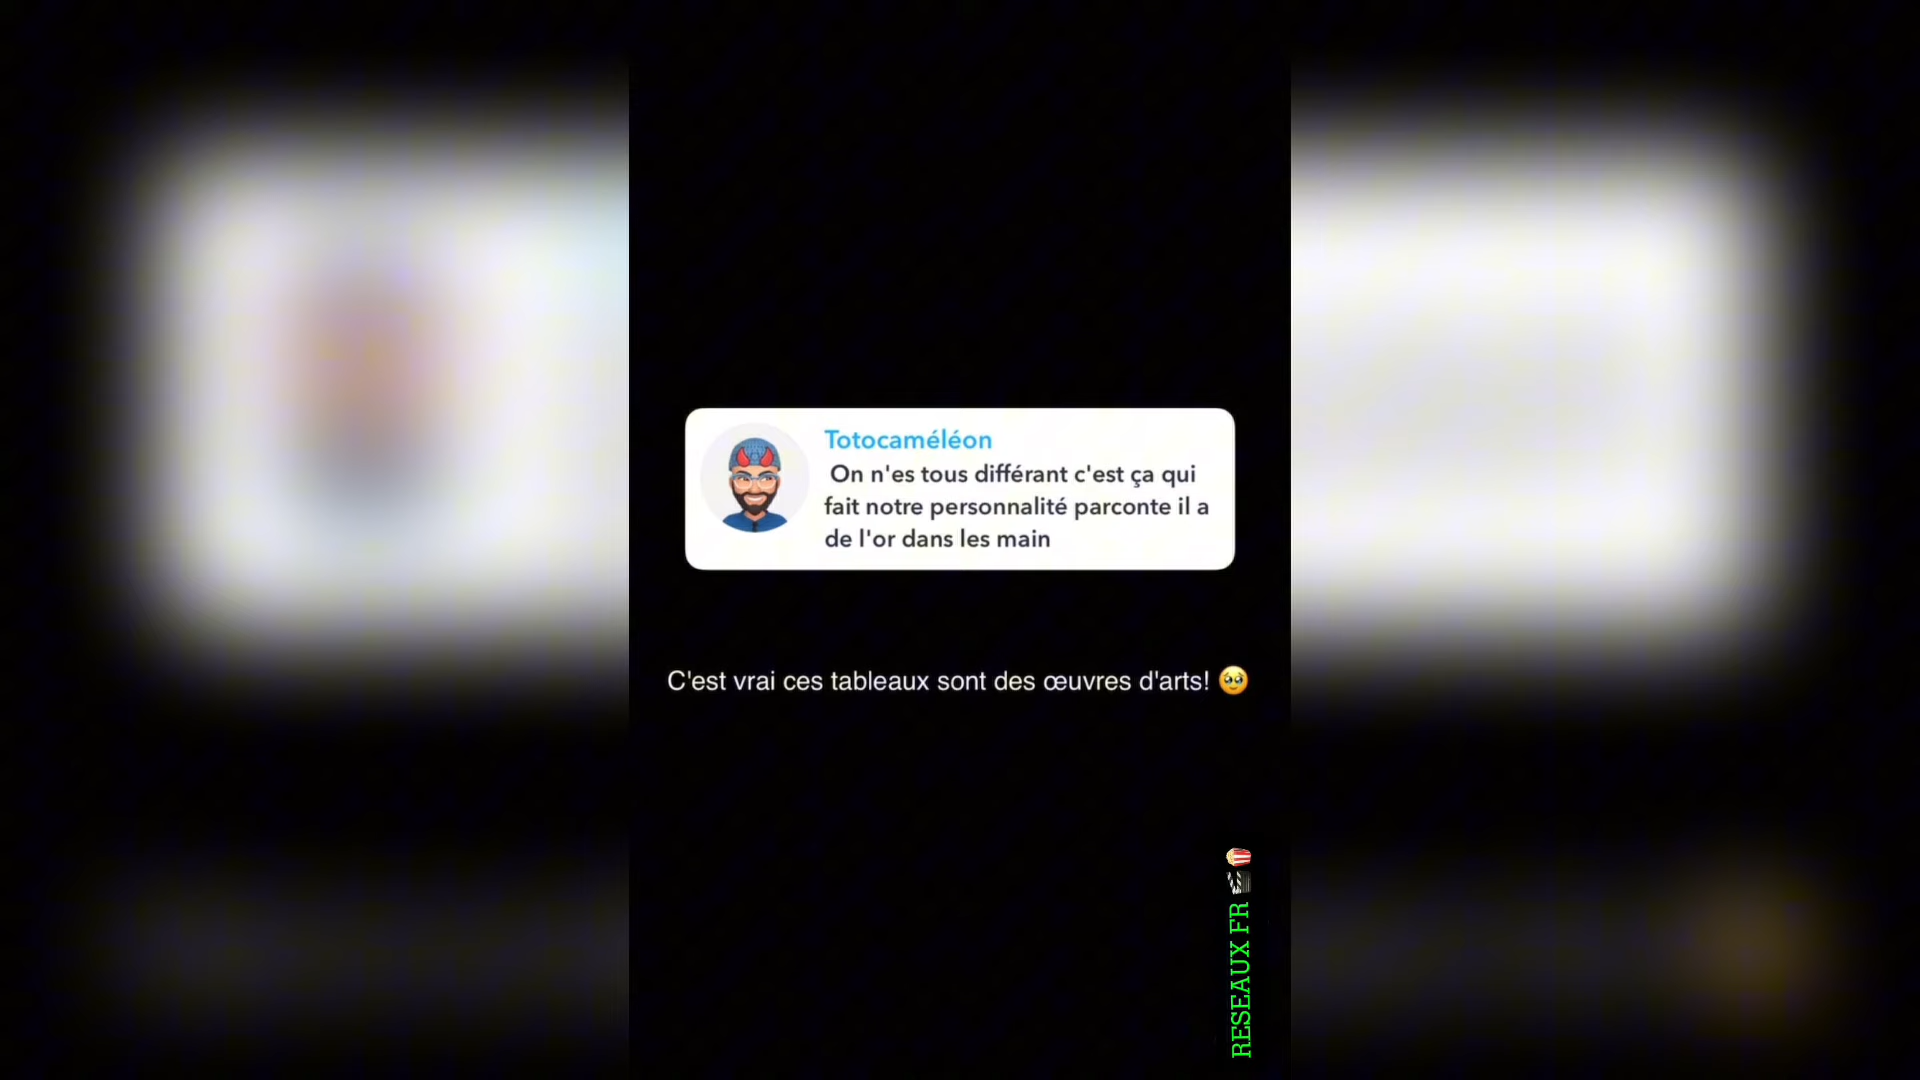 Totocaméléon
On n'es tous différant c'est ça qui
fait notre personnalité parconte il a
de l'or dans les main
C'est vrai ces tableaux sont des œuvres d'arts! 🥹
RESEAUX FR 🎬🍿